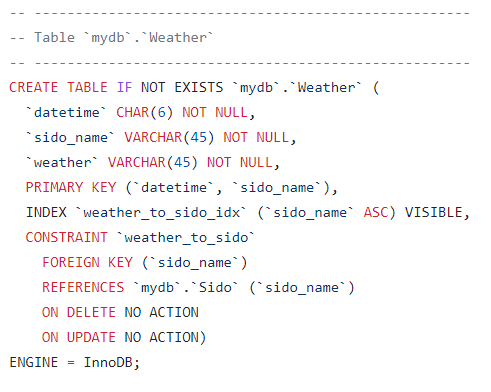 -- -----------------------------------------------------
-- Table `mydb`.`Weather`
-- -----------------------------------------------------
CREATE TABLE IF NOT EXISTS `mydb`.`Weather` (
  `datetime` CHAR(6) NOT NULL,
  `sido_name` VARCHAR(45) NOT NULL,
  `weather` VARCHAR(45) NOT NULL,
  PRIMARY KEY (`datetime`, `sido_name`),
  INDEX `weather_to_sido_idx` (`sido_name` ASC) VISIBLE,
  CONSTRAINT `weather_to_sido`
    FOREIGN KEY (`sido_name`)
    REFERENCES `mydb`.`Sido` (`sido_name`)
    ON DELETE NO ACTION
    ON UPDATE NO ACTION)
ENGINE = InnoDB;